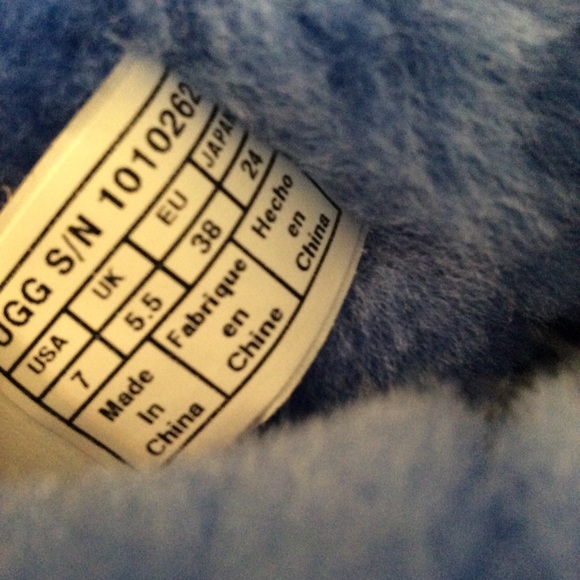 UGG S/N 1010262
USA UK EU JAPAN
7 5.5 38 24
Made In China
Fabrique en Chine
Hecho en China